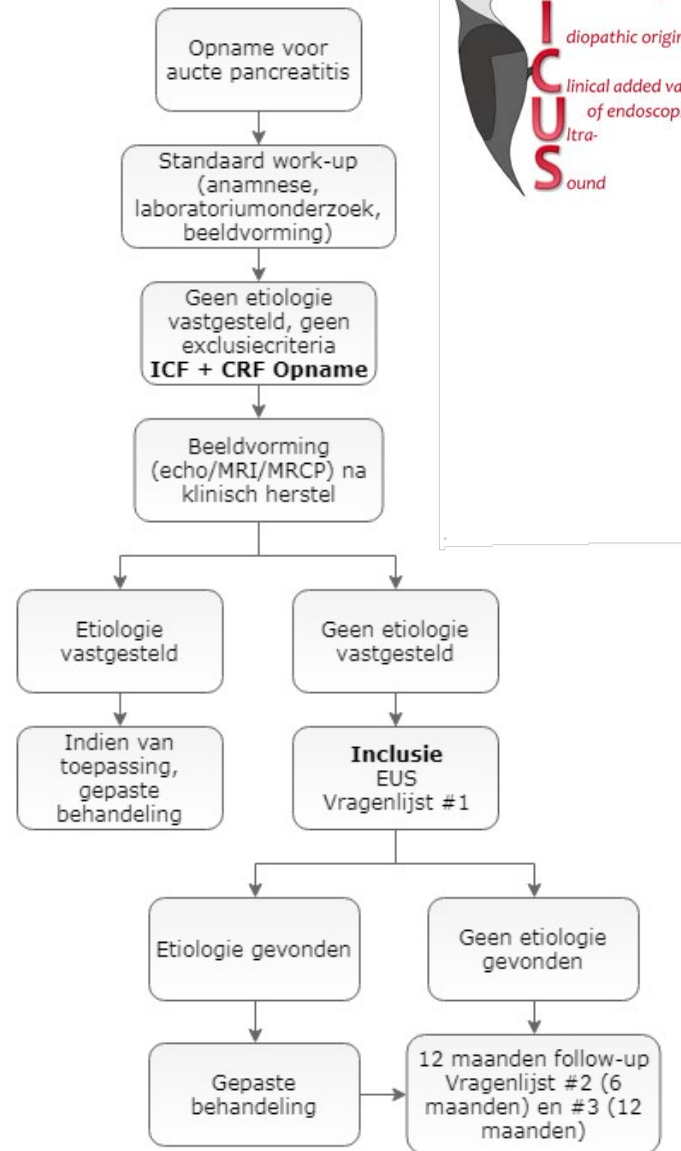 Opname voor
aucte pancreatitis
I diopathic origin
C linical added va
of endoscop
U ltra-
S ound
Standaard work-up
(anamnese,
laboratoriumonderzoek,
beeldvorming)
Geen etiologie
vastgesteld, geen
exclusiecriteria
ICF + CRF Opname
Beeldvorming
(echo/MRI/MRCP) na
klinisch herstel
Etiologie
vastgesteld
Geen etiologie
vastgesteld
Indien van
toepassing,
gepaste
behandeling
Inclusie
EUS
Vragenlijst #1
Etiologie gevonden
Geen etiologie
gevonden
Gepaste
behandeling
12 maanden follow-up
Vragenlijst #2 (6
maanden) en #3 (12
maanden)